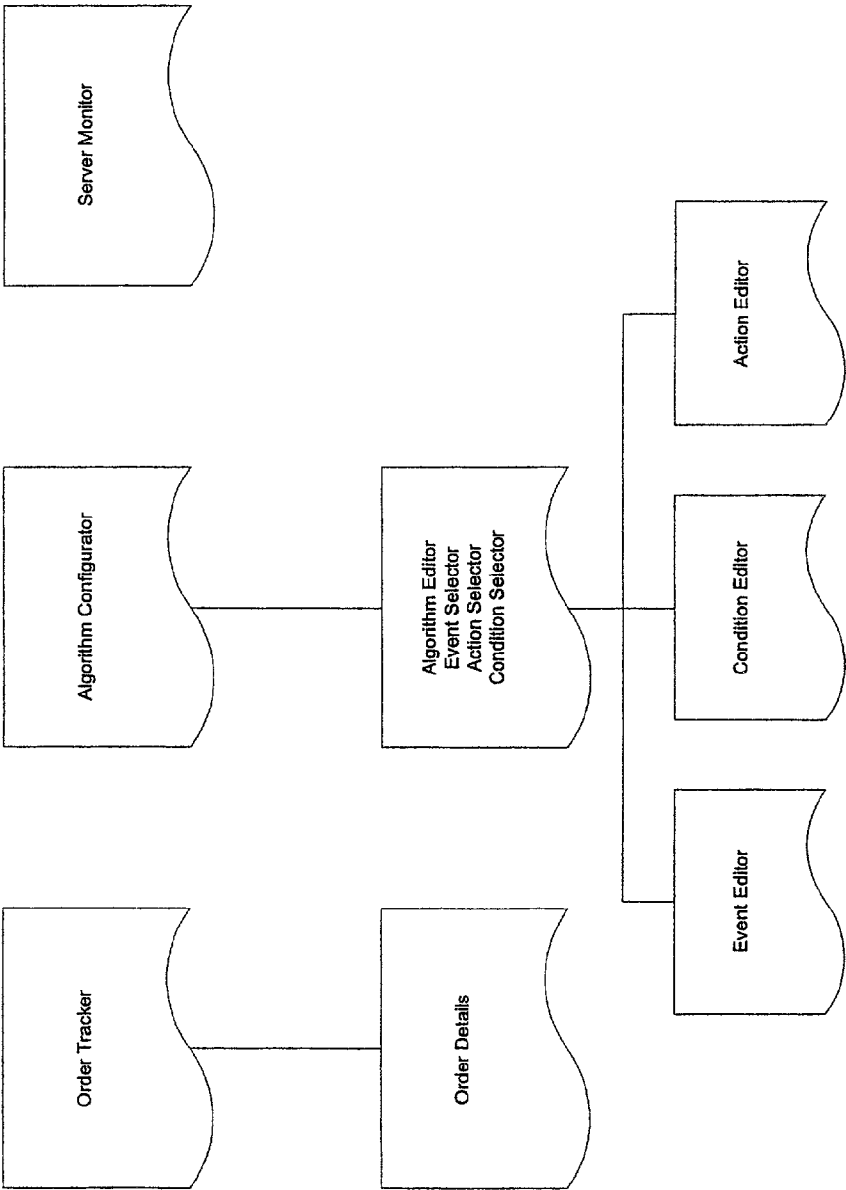 Order Tracker
Algorithm Configurator
Server Monitor
Order Details
Algorithm Editor
Event Selector
Action Selector
Condition Selector
Event Editor
Condition Editor
Action Editor